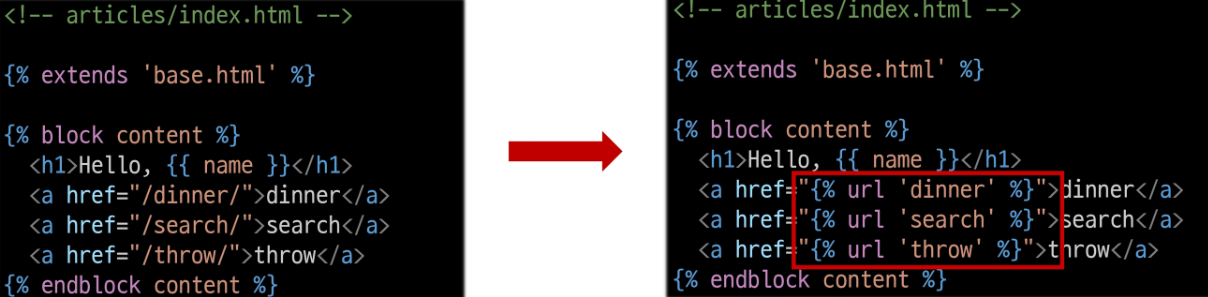 <!-- articles/index.html -->
{% extends 'base.html' %}
{% block content %}
<h1>Hello, {{ name }}</h1>
<a href="/dinner/">dinner</a>
<a href="/search/">search</a>
<a href="/throw/">throw</a>
{% endblock content %}
<!-- articles/index.html -->
{% extends 'base.html' %}
{% block content %}
<h1>Hello, {{ name }}</h1>
<a href="{% url 'dinner' %}">dinner</a>
<a href="{% url 'search' %}">search</a>
<a href="{% url 'throw' %}">throw</a>
{% endblock content %}